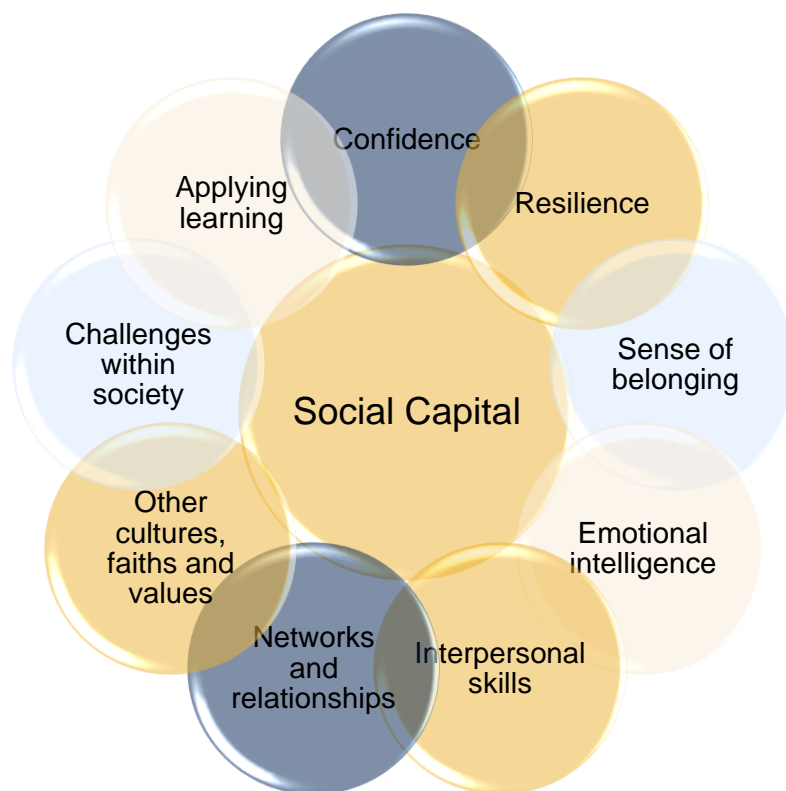 Confidence
Resilience
Sense of
belonging
Emotional
intelligence
Interpersonal
skills
Networks
and
relationships
Other
cultures,
faiths and
values
Challenges
within
society
Applying
learning
Social Capital